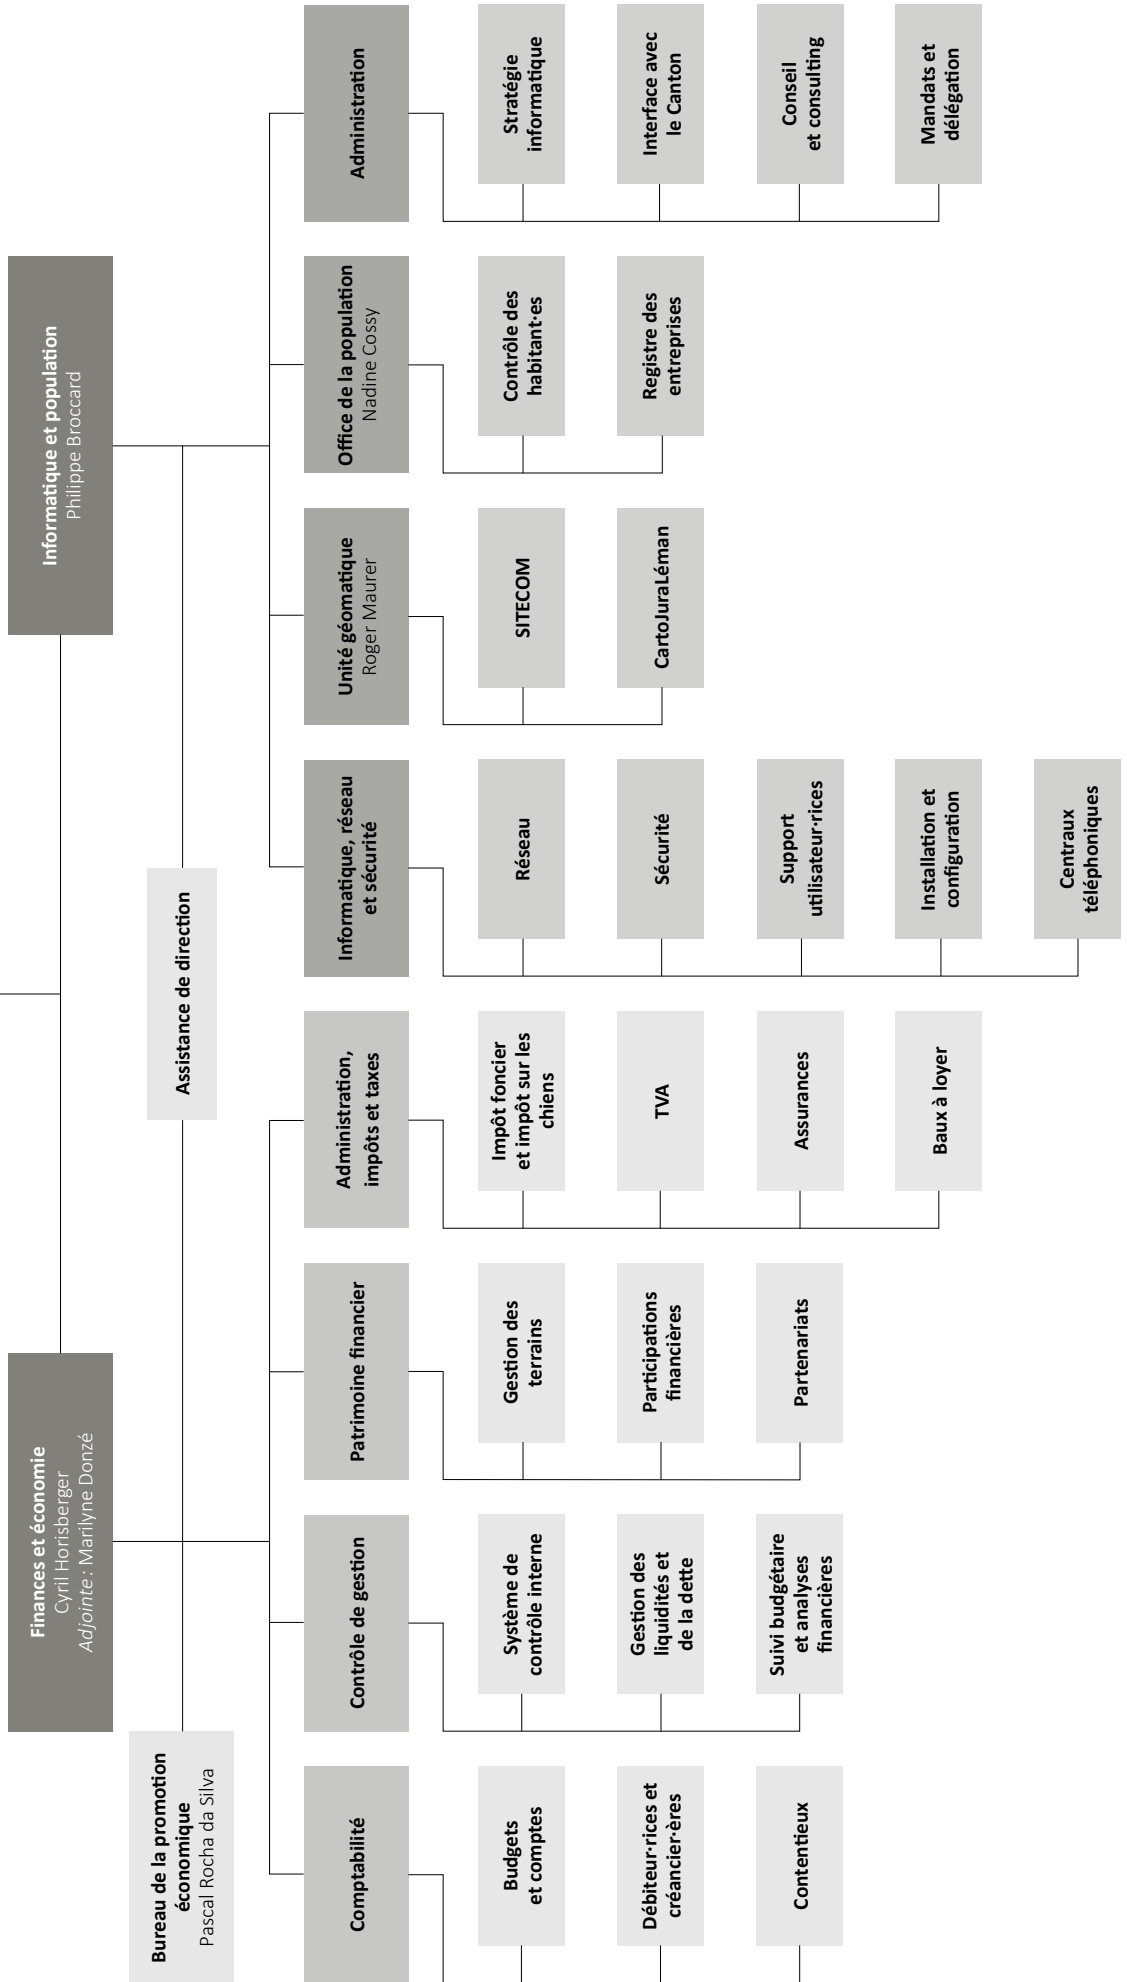 Finances et économie
Cyril Horisberger
Adjointe : Marilyne Donzé
Informatique et population
Philippe Broccard
Bureau de la promotion
économique
Pascal Rocha da Silva
Assistance de direction
Comptabilité
Budgets
et comptes
Débiteur·rices et
créancier·ères
Contentieux
Contrôle de gestion
Système de
contrôle interne
Gestion des
liquidités et
de la dette
Suivi budgétaire
et analyses
financières
Patrimoine financier
Gestion des
terrains
Participations
financières
Partenariats
Administration,
impôts et taxes
Impôt foncier
et impôt sur les
chiens
TVA
Assurances
Baux à loyer
Informatique, réseau
et sécurité
Réseau
Sécurité
Support
utilisateur·rices
Installation et
configuration
Centraux
téléphoniques
Unité géomatique
Roger Maurer
SITECOM
CartoJuraLéman
Office de la population
Nadine Cossy
Contrôle des
habitant·es
Registre des
entreprises
Administration
Stratégie
informatique
Interface avec
le Canton
Conseil
et consulting
Mandats et
délégation